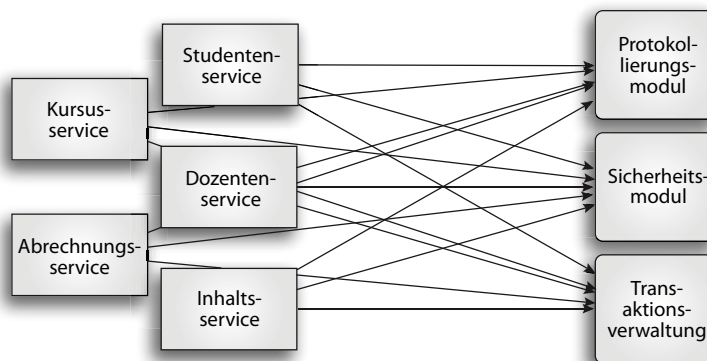 Studenten-
service
Kursus-
service
Dozenten-
service
Abrechnungs-
service
Inhalts-
service
Protokol-
lierungs-
modul
Sicherheits-
modul
Trans-
aktions-
verwaltung